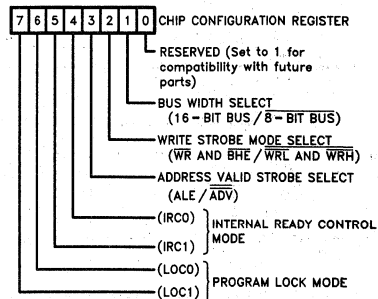 7 6 5 4 3 2 1 0 CHIP CONFIGURATION REGISTER
RESERVED (Set to 1 for
compatibility with future
parts)
BUS WIDTH SELECT
(16-BIT BUS/8-BIT BUS)
WRITE STROBE MODE SELECT
(WR AND BHE/WRL AND WRH)
ADDRESS VALID STROBE SELECT
(ALE/ADV)
(IRC0)
(IRC1)
INTERNAL READY CONTROL
MODE
(LOC0)
(LOC1)
PROGRAM LOCK MODE